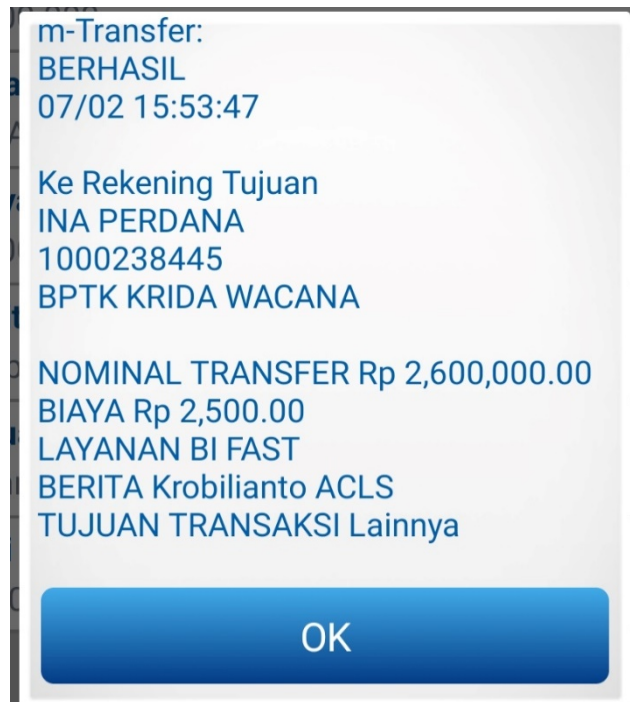 m-Transfer:
BERHASIL
07/02 15:53:47
Ke Rekening Tujuan
INA PERDANA
1000238445
BPTK KRIDA WACANA
NOMINAL TRANSFER Rp 2,600,000.00
BIAYA Rp 2,500.00
LAYANAN BI FAST
BERITA Krobilianto ACLS
TUJUAN TRANSAKSI Lainnya
OK